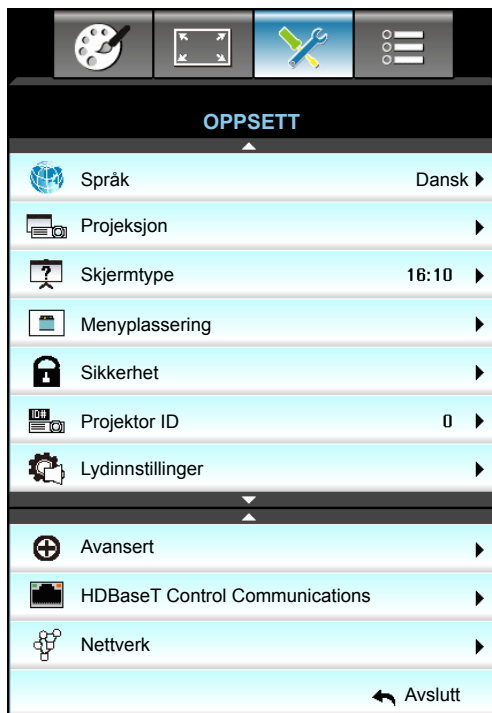 OPPSETT
Språk Dansk
Projeksjon
Skjermtype 16:10
Menyplassering
Sikkerhet
ID#
Projektor ID 0
Lydinnstillinger
Avansert
HDBaseT Control Communications
Nettverk
Avslutt